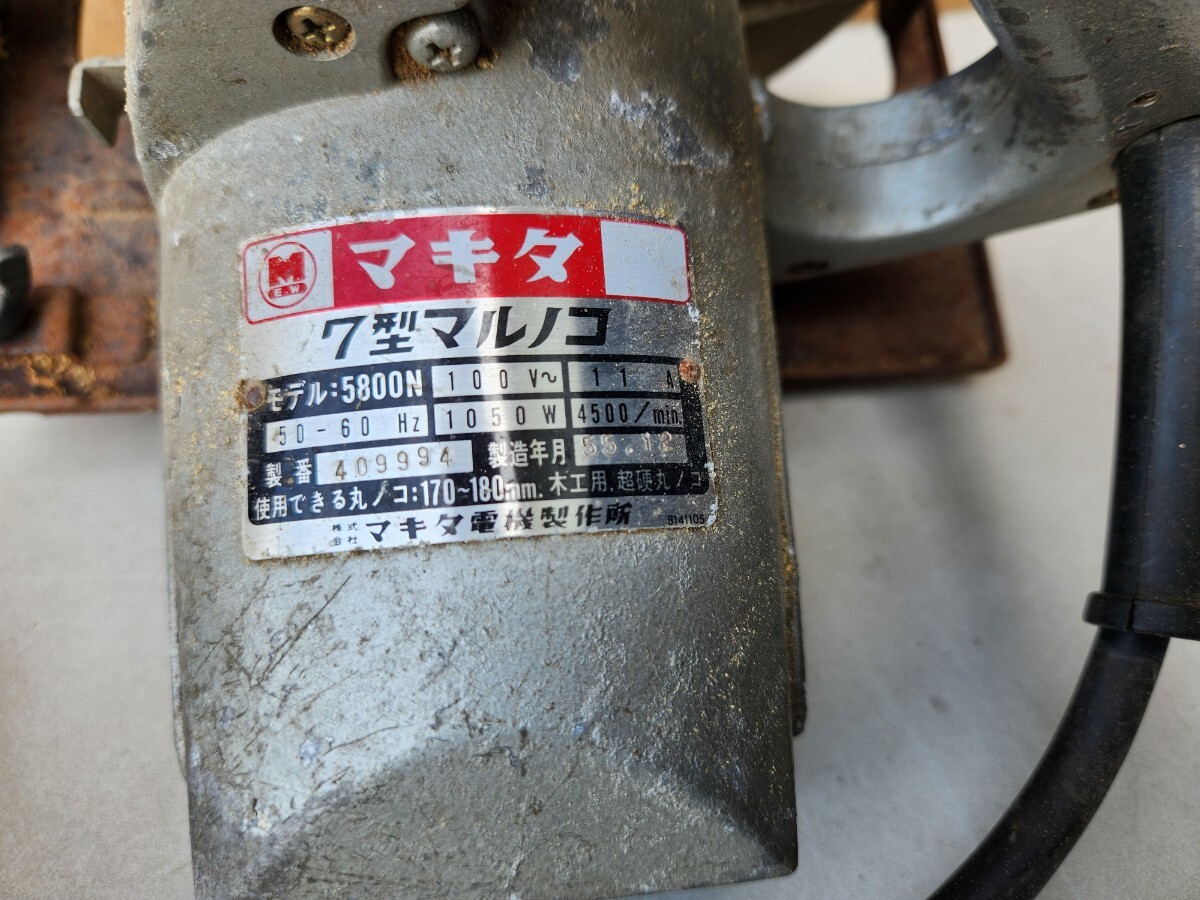 M
E.W
マキタ
7型マルノコ
モデル:5800N 100V~ 11 A
50-60 Hz 1050W 4500/min.
製番 409994 製造年月 55.12
使用できる丸ノコ:170~180mm. 木工用.超硬丸ノコ
株式会社 マキタ電機製作所 9141105